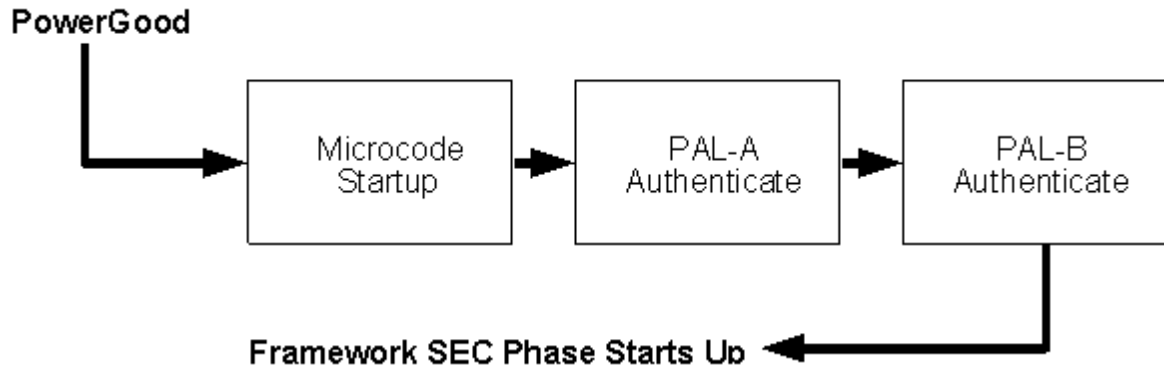 PowerGood
Microcode
Startup
PAL-A
Authenticate
PAL-B
Authenticate
Framework SEC Phase Starts Up